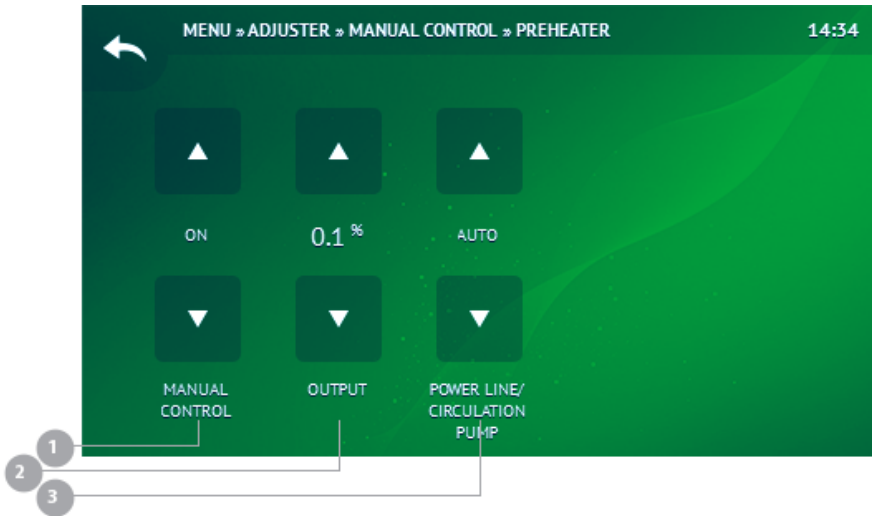 MENU » ADJUSTER » MANUAL CONTROL » PREHEATER 14:34
ON 0.1 % AUTO
MANUAL
CONTROL
OUTPUT
POWER LINE/
CIRCULATION
PUMP
1
2
3